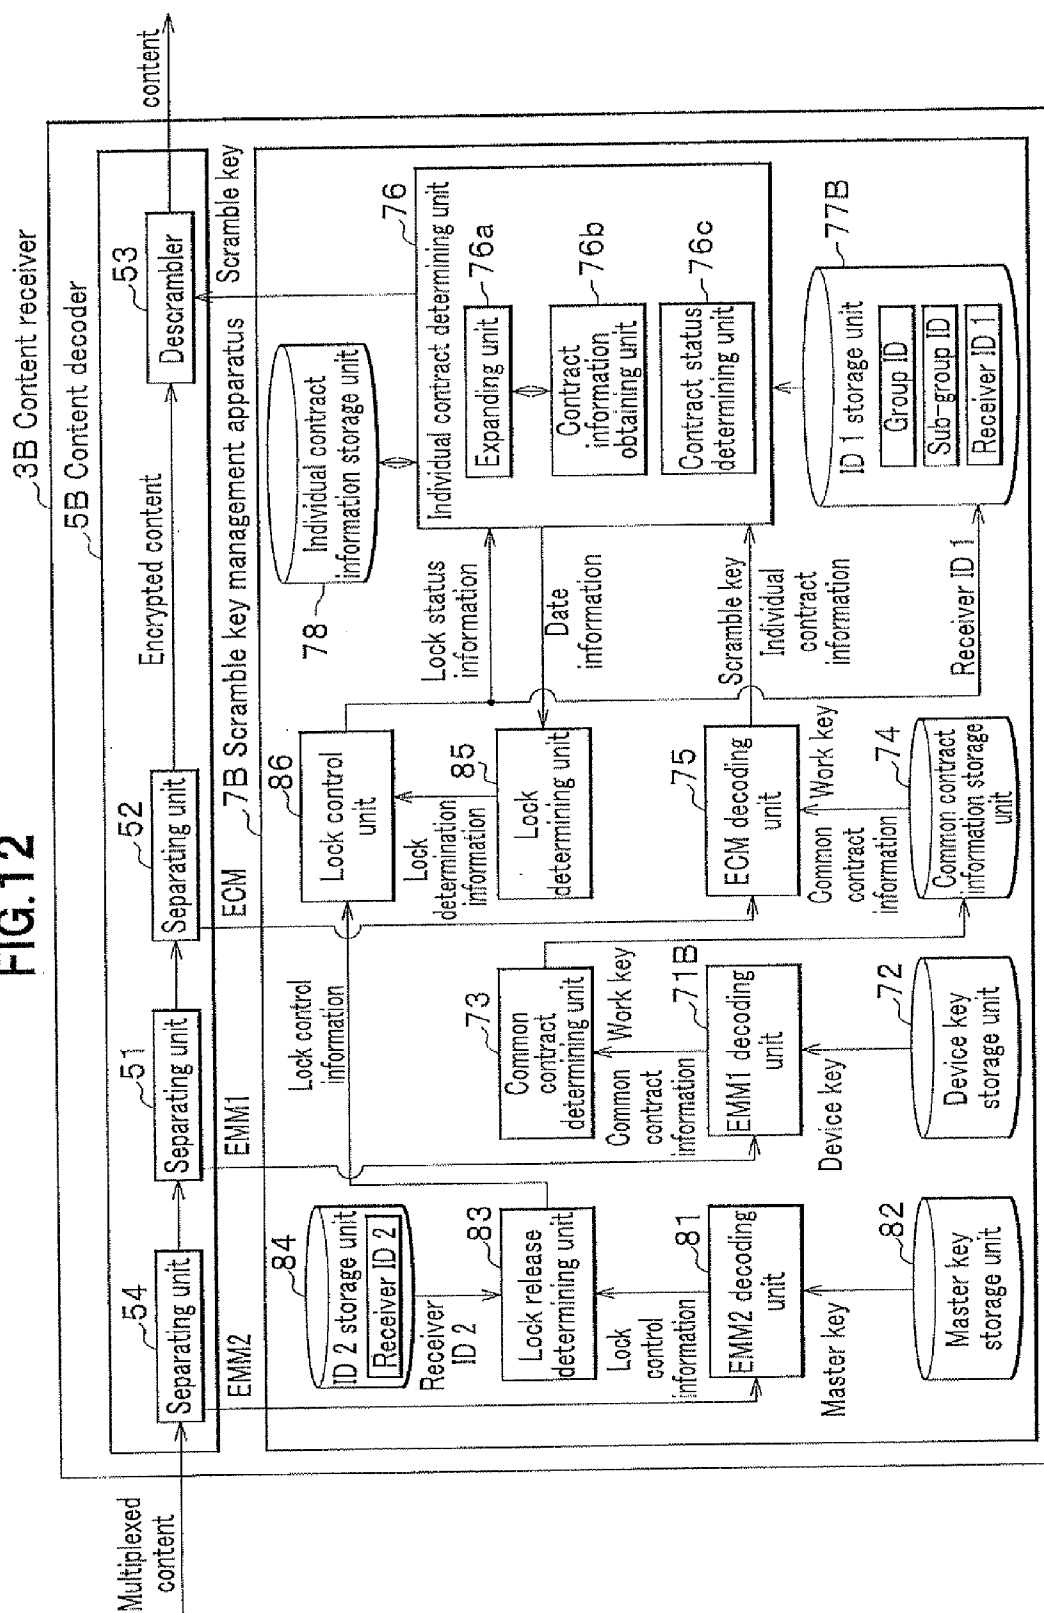 FIG.12
3B Content receiver
5B Content decoder
Multiplexed
content
54
Separating unit
51
Separating unit
52
Separating unit
Encrypted content
53
Descrambler
content
EMM2
EMM1
ECM
7B Scramble key management apparatus
Scramble key
84
ID 2 storage unit
Receiver ID 2
Receiver
ID 2
83
Lock release
determining unit
Lock
control
information
81
EMM2 decoding
unit
Master key
82
Master key
storage unit
Lock control
information
73
Common
contract
determining unit
Common
contract
information
Work key
71B
EMM1 decoding
unit
Device key
72
Device key
storage unit
86
Lock control
unit
Lock
determination
information
85
Lock
determining unit
75
ECM decoding
unit
Common
contract
information
Work key
74
Common contract
information storage
unit
78
Individual contract
information storage unit
Lock status
information
Date
information
Scramble key
Individual
contract
information
Receiver ID 1
76
Individual contract determining unit
76a
Expanding unit
76b
Contract
information
obtaining unit
76c
Contract status
determining unit
77B
ID 1 storage unit
Group ID
Sub-group ID
Receiver ID 1